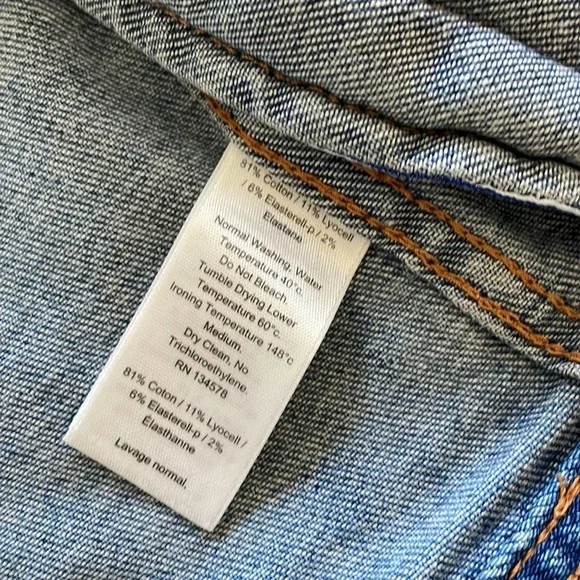 81% Cotton / 11% Lyocell
/ 6% Elasterell-p / 2%
Elastane
Normal Washing, Water
Temperature 40°c.
Do Not Bleach.
Tumble Drying Lower
Temperature 60°c.
Ironing Temperature 148°c
Medium.
Dry Clean, No
Trichloroethylene.
RN 134578
81% Coton / 11% Lyocell /
6% Elasterell-p / 2%
Élasthanne
Lavage normal,